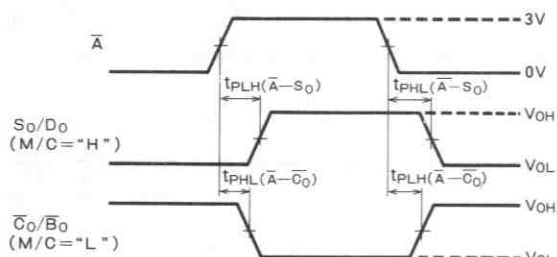 A̅
3V
0V
tPLH(A̅−S0)
tPHL(A̅−S0)
S0/D0
(M/C="H")
VOH
VOL
tPHL(A̅−C̅0)
tPLH(A̅−C̅0)
C̅0/B̅0
(M/C="L")
VOH